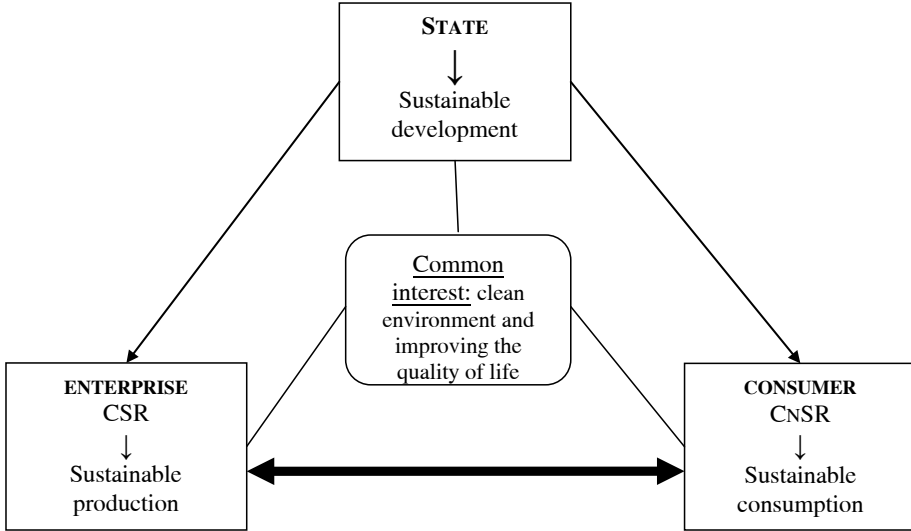 STATE
↓
Sustainable
development
Common
interest: clean
environment and
improving the
quality of life
ENTERPRISE
CSR
↓
Sustainable
production
CONSUMER
CNSR
↓
Sustainable
consumption